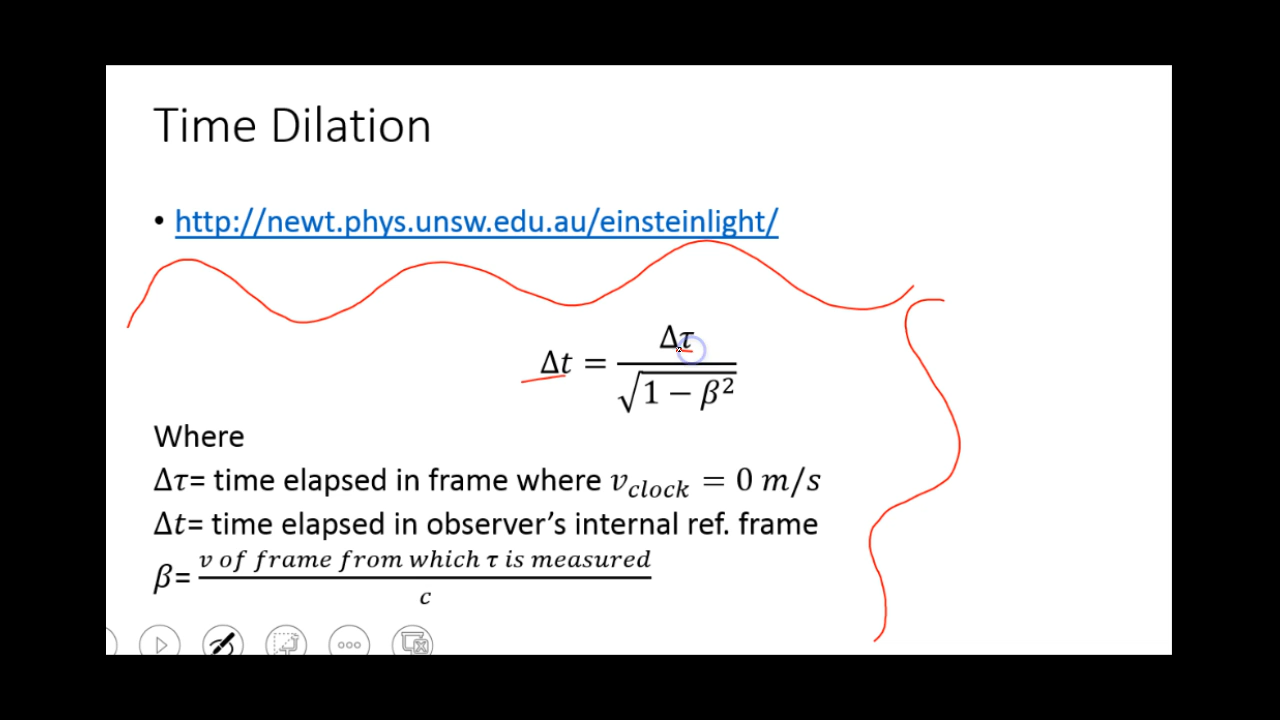 Time Dilation
• http://newt.phys.unsw.edu.au/einsteinlight/
Δt = Δτ / √(1 − β²)
Where
Δτ= time elapsed in frame where v_clock = 0 m/s
Δt= time elapsed in observer’s internal ref. frame
β= v of frame from which τ is measured / c